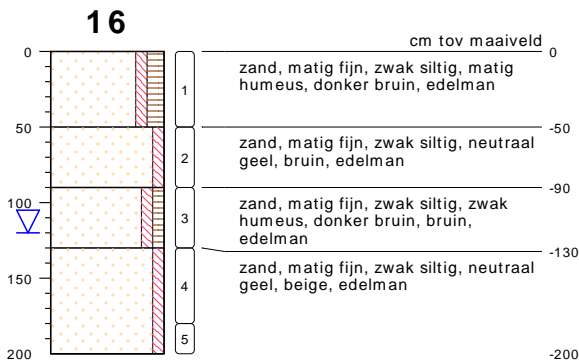 16
cm tov maaiveld
0
0
zand, matig fijn, zwak siltig, matig
humeus, donker bruin, edelman
1
50
-50
zand, matig fijn, zwak siltig, neutraal
geel, bruin, edelman
2
-90
100
zand, matig fijn, zwak siltig, zwak
humeus, donker bruin, bruin,
edelman
3
-130
150
zand, matig fijn, zwak siltig, neutraal
geel, beige, edelman
4
5
200
-200